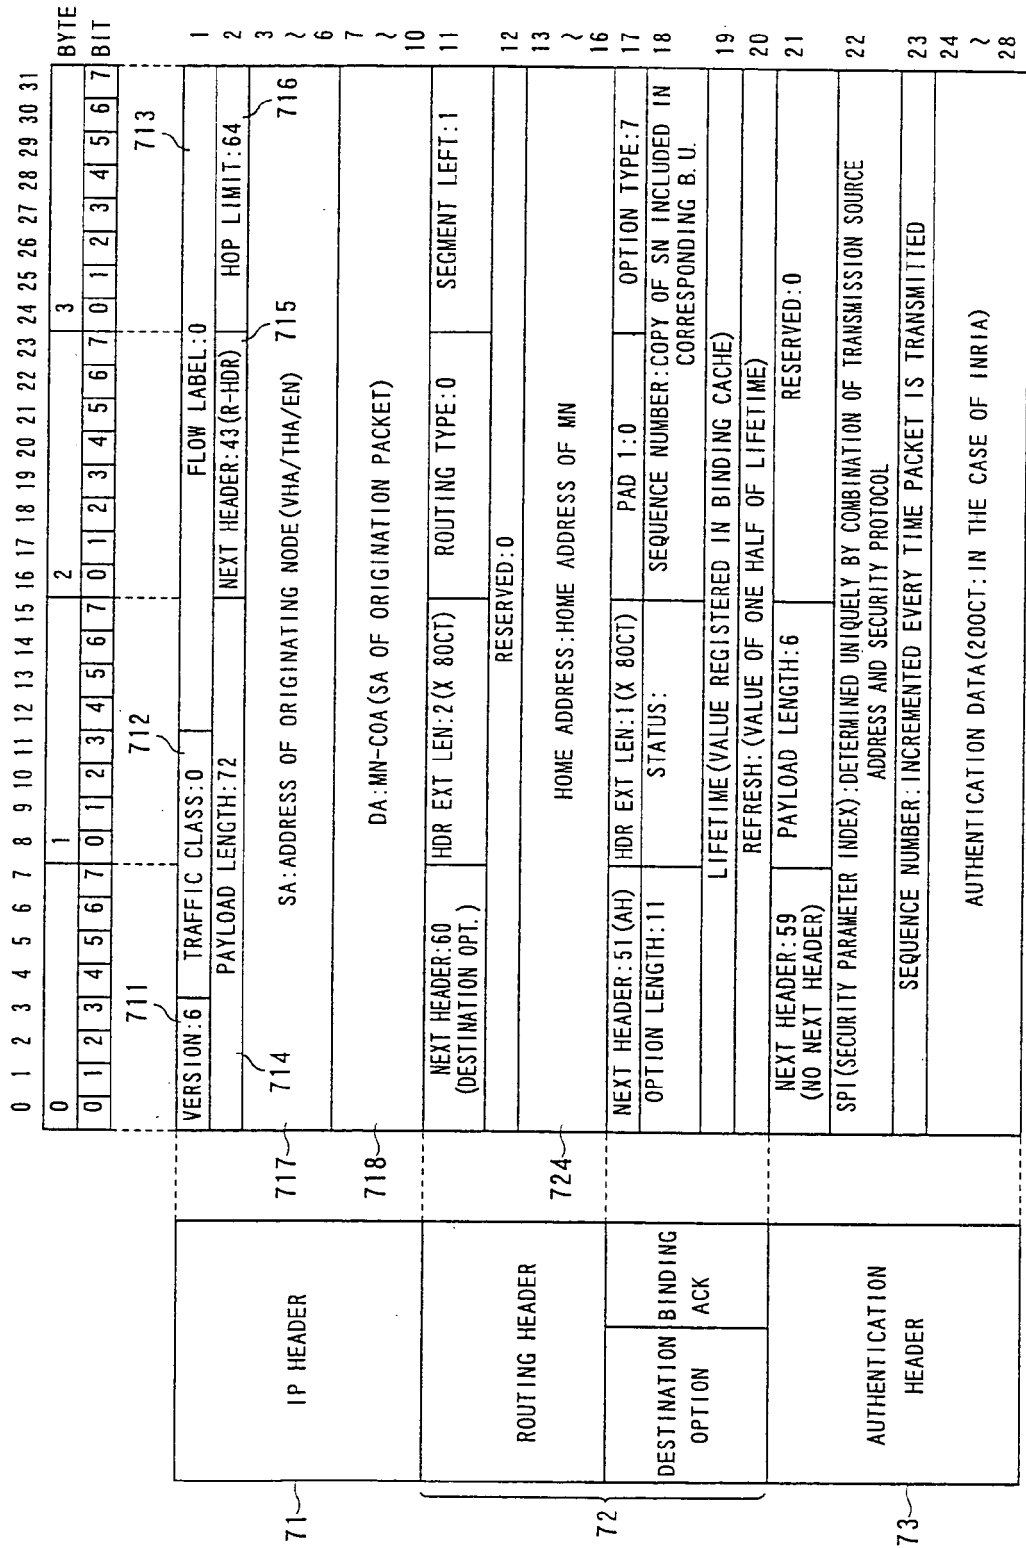 0 1 2 3 4 5 6 7 8 9 10 11 12 13 14 15 16 17 18 19 20 21 22 23 24 25 26 27 28 29 30 31
0 1 2 3 BYTE
0 1 2 3 4 5 6 7 0 1 2 3 4 5 6 7 0 1 2 3 4 5 6 7 0 1 2 3 4 5 6 7 BIT
711 712 713
71
IP HEADER
VERSION:6 TRAFFIC CLASS:0 FLOW LABEL:0 1
714 PAYLOAD LENGTH:72 NEXT HEADER:43(R-HDR) 715 HOP LIMIT:64 716 2
717 SA:ADDRESS OF ORIGINATING NODE(VHA/THA/EN) 3 ~ 6
718 DA:MN-COA(SA OF ORIGINATION PACKET) 7 ~ 10
72
ROUTING HEADER
NEXT HEADER:60 HDR EXT LEN:2(X 8OCT) ROUTING TYPE:0 SEGMENT LEFT:1 11
(DESTINATION OPT.)
RESERVED:0 12
724 HOME ADDRESS:HOME ADDRESS OF MN 13 ~ 16
DESTINATION OPTION
BINDING ACK
NEXT HEADER:51(AH) HDR EXT LEN:1(X 8OCT) PAD 1:0 OPTION TYPE:7 17
OPTION LENGTH:11 STATUS: SEQUENCE NUMBER:COPY OF SN INCLUDED IN 18
CORRESPONDING B.U.
LIFETIME(VALUE REGISTERED IN BINDING CACHE) 19
REFRESH:(VALUE OF ONE HALF OF LIFETIME) 20
73
AUTHENTICATION HEADER
NEXT HEADER:59 PAYLOAD LENGTH:6 RESERVED:0 21
(NO NEXT HEADER)
SPI(SECURITY PARAMETER INDEX):DETERMINED UNIQUELY BY COMBINATION OF TRANSMISSION SOURCE 22
ADDRESS AND SECURITY PROTOCOL
SEQUENCE NUMBER:INCREMENTED EVERY TIME PACKET IS TRANSMITTED 23
AUTHENTICATION DATA(20OCT:IN THE CASE OF INRIA) 24 ~ 28